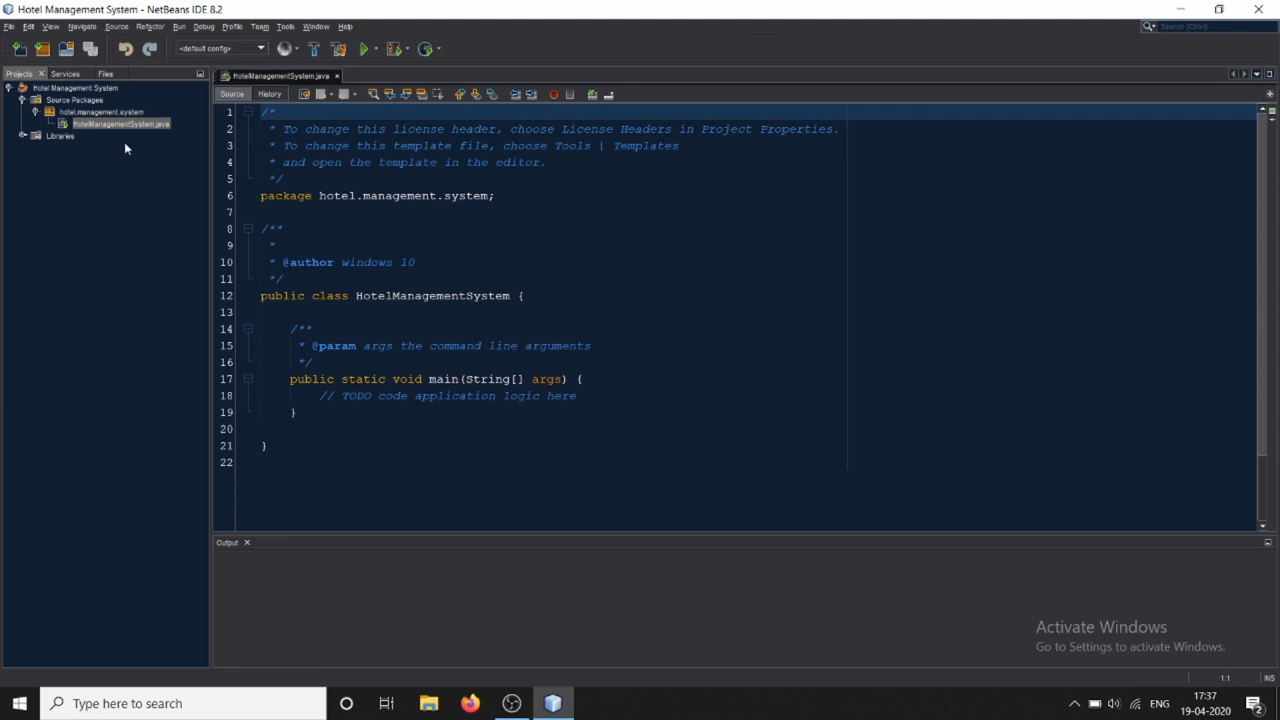 Hotel Management System - NetBeans IDE 8.2
File Edit View Navigate Source Refactor Run Debug Profile Team Tools Window Help
Search (Ctrl+I)
<default config>
Projects Services Files
HotelManagementSystem.java
Hotel Management System
Source Packages
hotel.management.system
HotelManagementSystem.java
Libraries
Source History
1 /*
2 * To change this license header, choose License Headers in Project Properties.
3 * To change this template file, choose Tools | Templates
4 * and open the template in the editor.
5 */
6 package hotel.management.system;
7
8 /**
9 *
10 * @author windows 10
11 */
12 public class HotelManagementSystem {
13
14 /**
15 * @param args the command line arguments
16 */
17 public static void main(String[] args) {
18 // TODO code application logic here
19 }
20
21 }
22
Output
Activate Windows
Go to Settings to activate Windows.
1:1 INS
Type here to search
ENG
17:37
19-04-2020
2